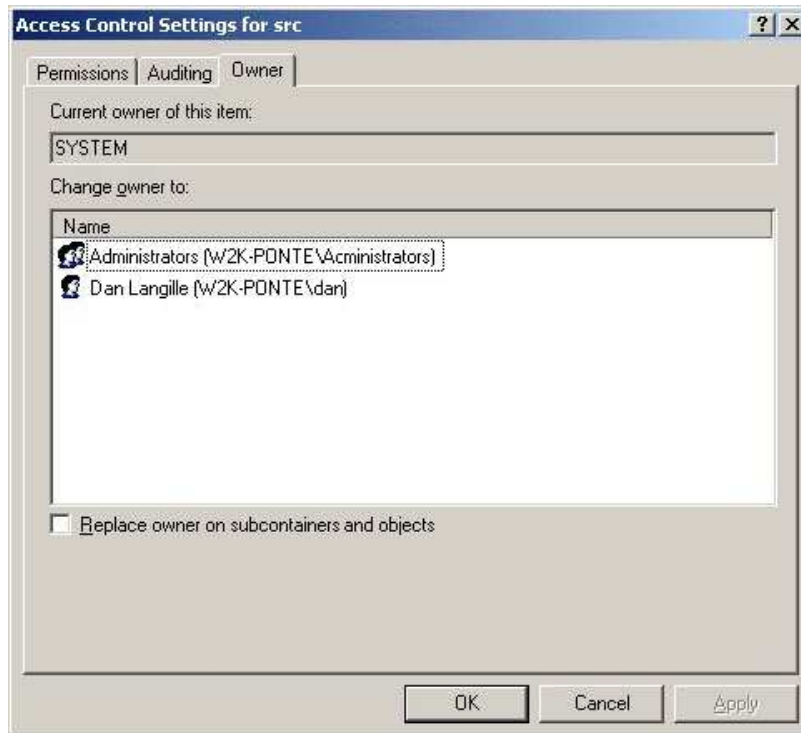 Access Control Settings for src
Permissions Auditing Owner
Current owner of this item:
SYSTEM
Change owner to:
Name
Administrators (W2K-PONTE\Acministrators)
Dan Langille (W2K-PONTE\dan)
Replace owner on subcontainers and objects
OK Cancel Apply